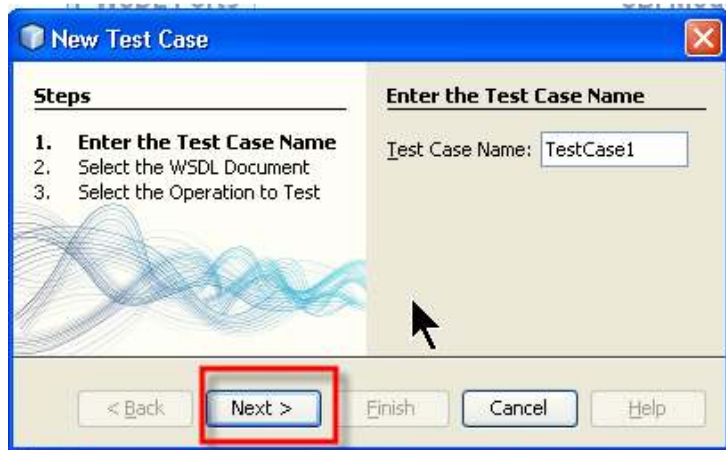 New Test Case
Steps
1. Enter the Test Case Name
2. Select the WSDL Document
3. Select the Operation to Test
Enter the Test Case Name
Test Case Name: TestCase1
< Back
Next >
Finish
Cancel
Help